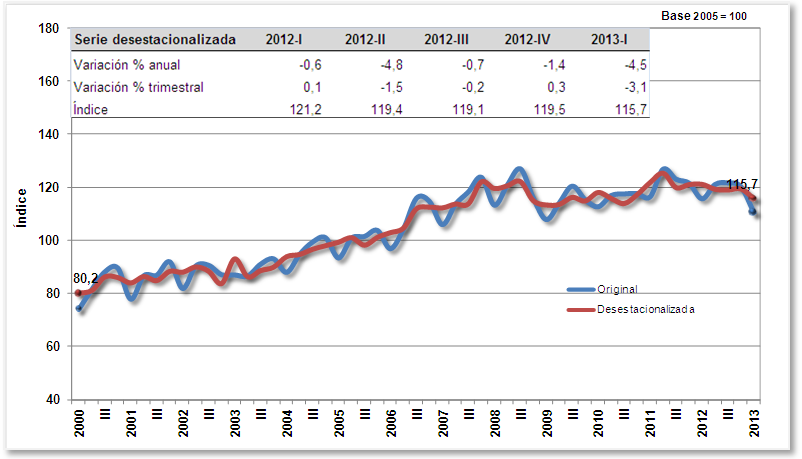 Base 2005 = 100
Serie desestacionalizada 2012-I 2012-II 2012-III 2012-IV 2013-I
Variación % anual -0,6 -4,8 -0,7 -1,4 -4,5
Variación % trimestral 0,1 -1,5 -0,2 0,3 -3,1
Índice 121,2 119,4 119,1 119,5 115,7
180
160
140
120
100
80
60
40
Índice
80,2
115,7
Original
Desestacionalizada
2000 III 2001 III 2002 III 2003 III 2004 III 2005 III 2006 III 2007 III 2008 III 2009 III 2010 III 2011 III 2012 III 2013